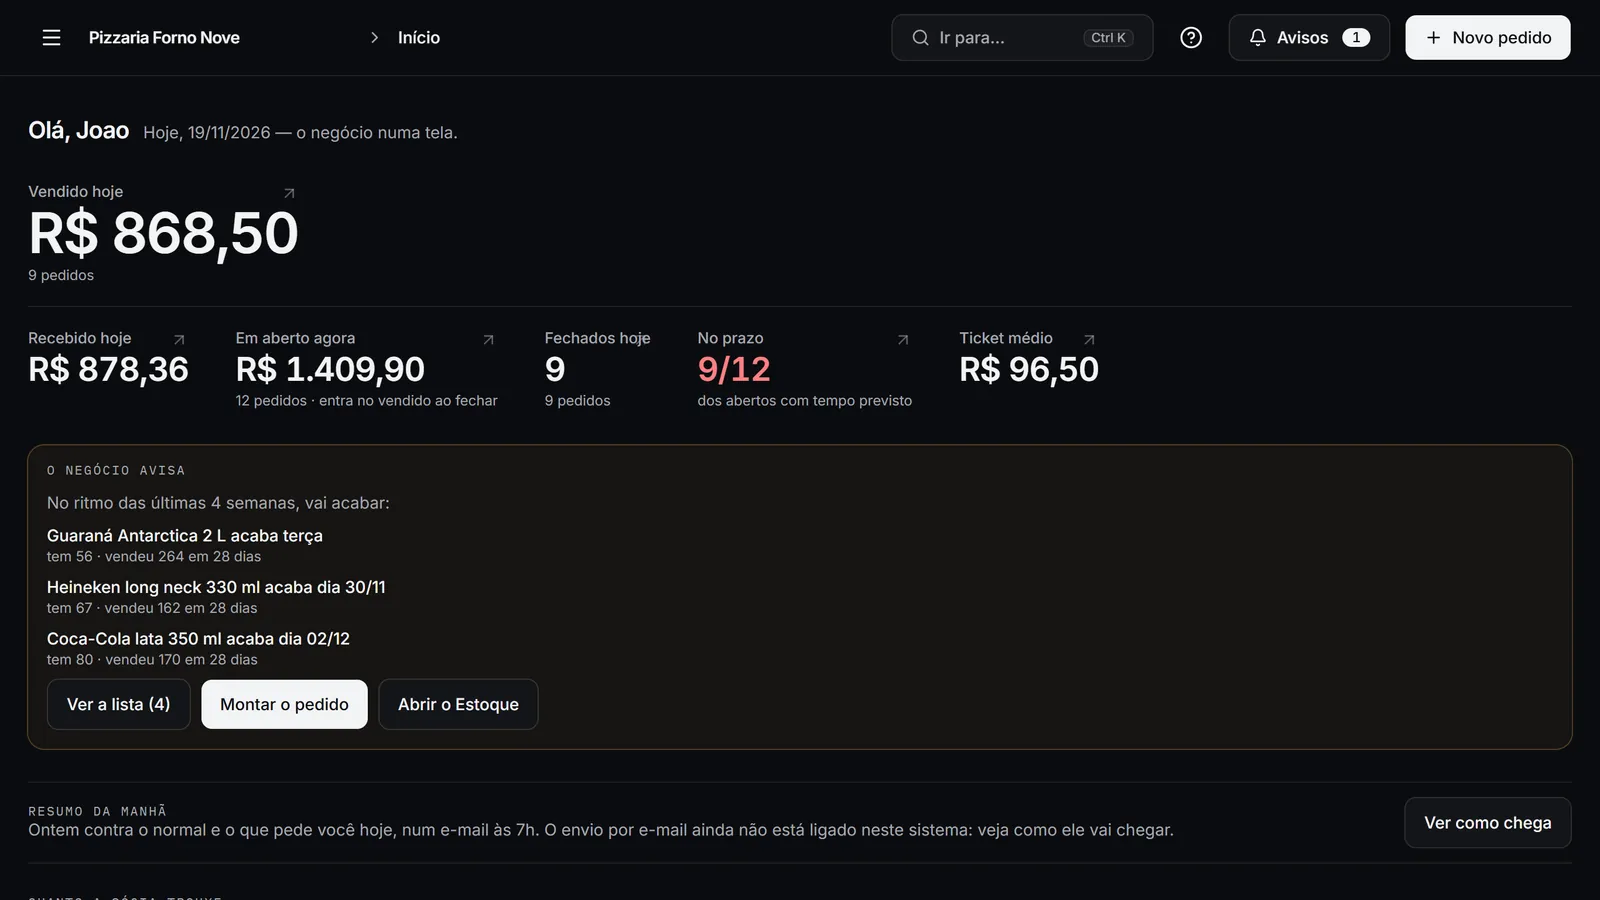 Pizzaria Forno Nove
Início
Ir para...
Ctrl K
Avisos
1
Novo pedido
Olá, Joao
Hoje, 19/11/2026 — o negócio numa tela.
Vendido hoje
R$ 868,50
9 pedidos
Recebido hoje
R$ 878,36
Em aberto agora
R$ 1.409,90
12 pedidos · entra no vendido ao fechar
Fechados hoje
9
9 pedidos
No prazo
9/12
dos abertos com tempo previsto
Ticket médio
R$ 96,50
O NEGÓCIO AVISA
No ritmo das últimas 4 semanas, vai acabar:
Guaraná Antarctica 2 L acaba terça
tem 56 · vendeu 264 em 28 dias
Heineken long neck 330 ml acaba dia 30/11
tem 67 · vendeu 162 em 28 dias
Coca-Cola lata 350 ml acaba dia 02/12
tem 80 · vendeu 170 em 28 dias
Ver a lista (4)
Montar o pedido
Abrir o Estoque
RESUMO DA MANHÃ
Ontem contra o normal e o que pede você hoje, num e-mail às 7h. O envio por e-mail ainda não está ligado neste sistema: veja como ele vai chegar.
Ver como chega